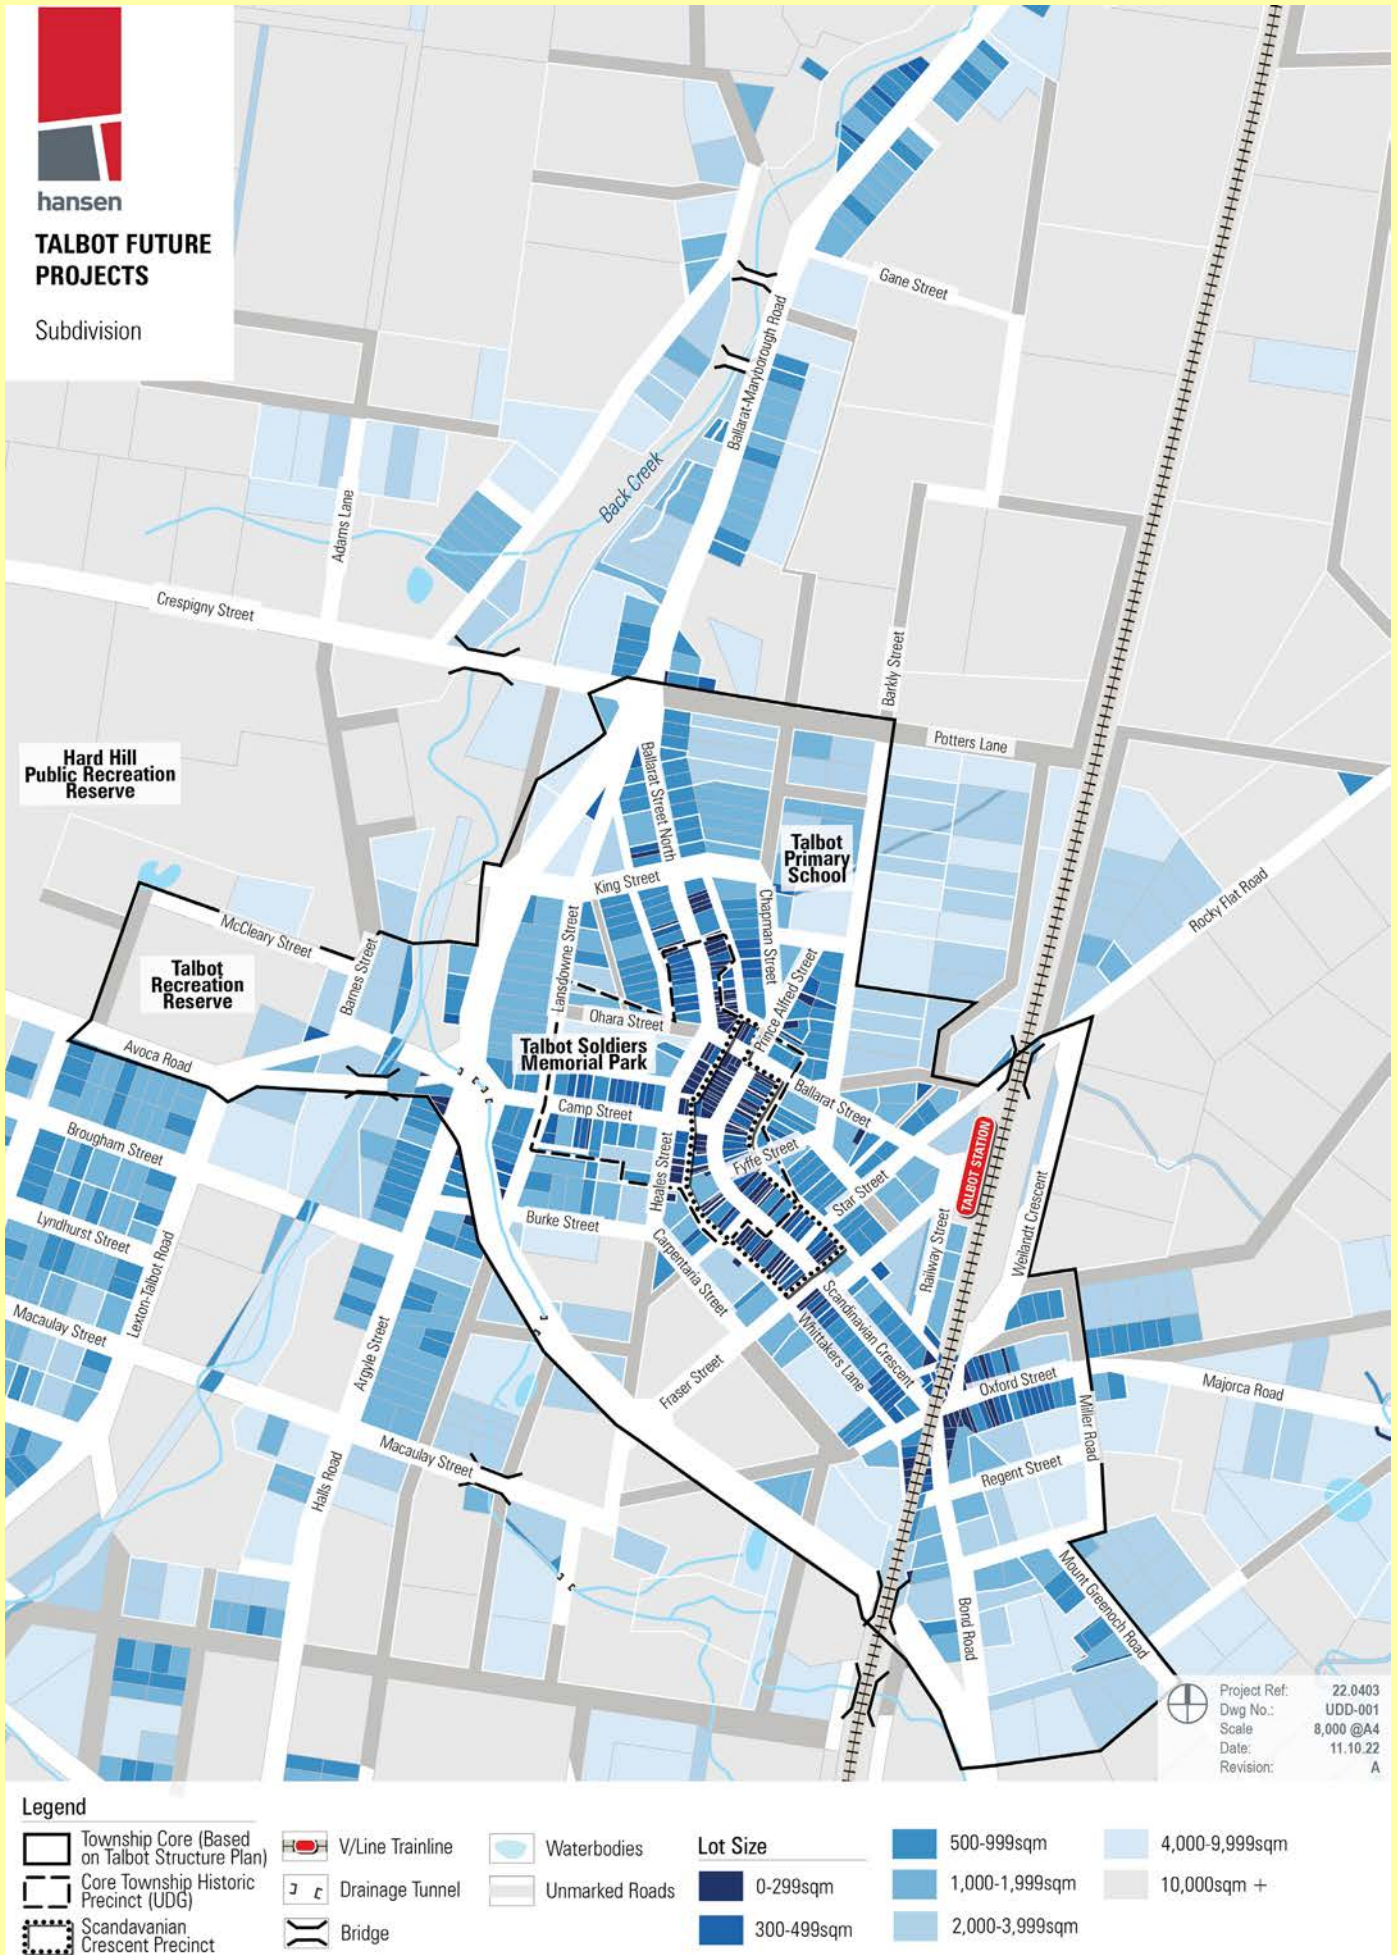 hansen
TALBOT FUTURE
PROJECTS
Subdivision
Gane Street
Ballarat-Maryborough Road
Back Creek
Adams Lane
Crespigny Street
Barkly Street
Potters Lane
Hard Hill
Public Recreation
Reserve
Ballarat Street North
Talbot
Primary
School
King Street
Rocky Flat Road
McCleary Street
Lansdowne Street
Chapman Street
Barnes Street
Talbot
Recreation
Reserve
Prince Alfred Street
Ohara Street
Avoca Road
Talbot Soldiers
Memorial Park
Ballarat Street
Camp Street
Brougham Street
TALBOT STATION
Fyffe Street
Heales Street
Star Street
Weilandt Crescent
Lyndhurst Street
Burke Street
Railway Street
Lexton-Talbot Road
Carpentaria Street
Macaulay Street
Scandinavian Crescent
Argyle Street
Whittakers Lane
Fraser Street
Oxford Street
Majorca Road
Miller Road
Macaulay Street
Regent Street
Halls Road
Mount Greenoch Road
Bond Road
Project Ref: 22.0403
Dwg No.: UDD-001
Scale 8,000 @A4
Date: 11.10.22
Revision: A
Legend
Township Core (Based
on Talbot Structure Plan)
Core Township Historic
Precinct (UDG)
Scandavanian
Crescent Precinct
V/Line Trainline
Drainage Tunnel
Bridge
Waterbodies
Unmarked Roads
Lot Size
0-299sqm
300-499sqm
500-999sqm
1,000-1,999sqm
2,000-3,999sqm
4,000-9,999sqm
10,000sqm +